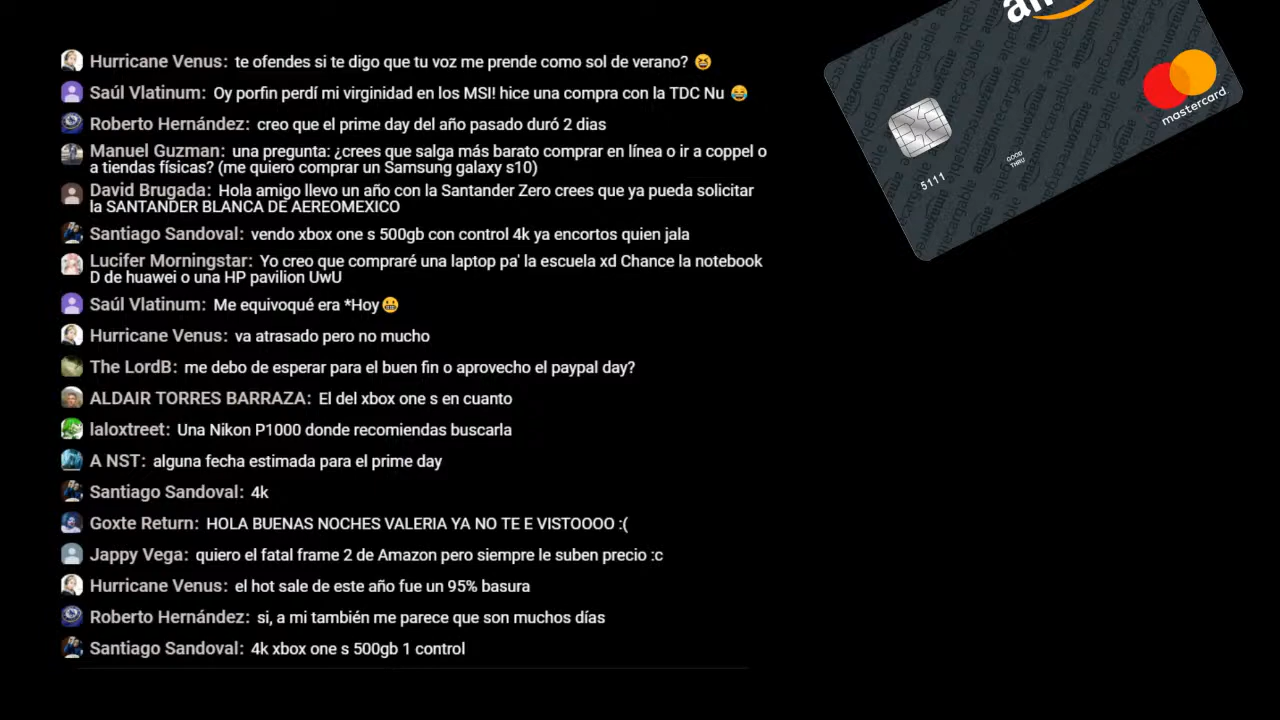 Hurricane Venus: te ofendes si te digo que tu voz me prende como sol de verano? 😆
Saúl Vlatinum: Oy porfin perdí mi virginidad en los MSI! hice una compra con la TDC Nu 😂
Roberto Hernández: creo que el prime day del año pasado duró 2 dias
Manuel Guzman: una pregunta: ¿crees que salga más barato comprar en línea o ir a coppel o
a tiendas físicas? (me quiero comprar un Samsung galaxy s10)
David Brugada: Hola amigo llevo un año con la Santander Zero crees que ya pueda solicitar
la SANTANDER BLANCA DE AEREOMEXICO
Santiago Sandoval: vendo xbox one s 500gb con control 4k ya encortos quien jala
Lucifer Morningstar: Yo creo que compraré una laptop pa' la escuela xd Chance la notebook
D de huawei o una HP pavilion UwU
Saúl Vlatinum: Me equivoqué era *Hoy😬
Hurricane Venus: va atrasado pero no mucho
The LordB: me debo de esperar para el buen fin o aprovecho el paypal day?
ALDAIR TORRES BARRAZA: El del xbox one s en cuanto
laloxtreet: Una Nikon P1000 donde recomiendas buscarla
A NST: alguna fecha estimada para el prime day
Santiago Sandoval: 4k
Goxte Return: HOLA BUENAS NOCHES VALERIA YA NO TE E VISTOOOO :(
Jappy Vega: quiero el fatal frame 2 de Amazon pero siempre le suben precio :c
Hurricane Venus: el hot sale de este año fue un 95% basura
Roberto Hernández: si, a mi también me parece que son muchos días
Santiago Sandoval: 4k xbox one s 500gb 1 control
mastercard
GOOD
THRU
5111